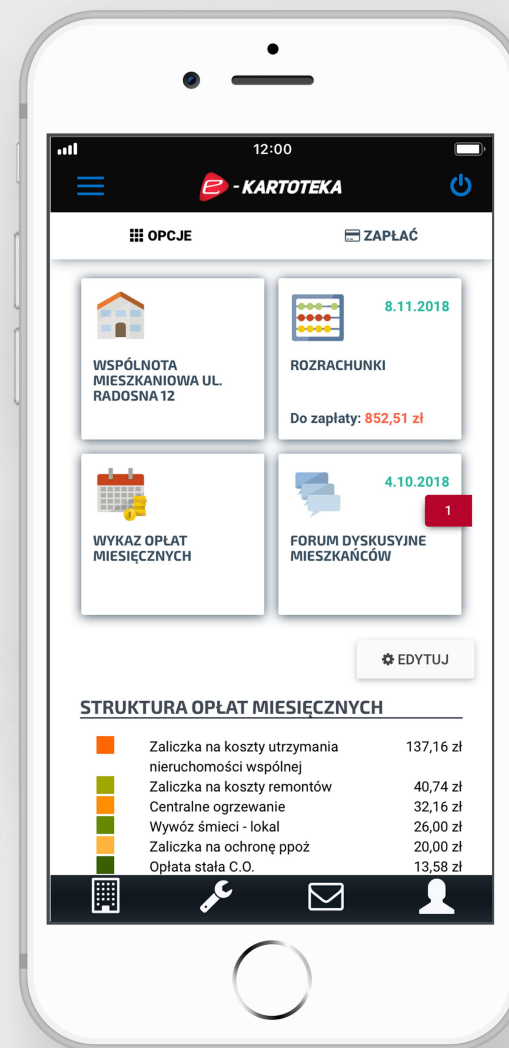 12:00
e - KARTOTEKA
OPCJE
ZAPŁAĆ
WSPÓLNOTA
MIESZKANIOWA UL.
RADOSNA 12
8.11.2018
ROZRACHUNKI
Do zapłaty: 852,51 zł
WYKAZ OPŁAT
MIESIĘCZNYCH
4.10.2018
1
FORUM DYSKUSYJNE
MIESZKAŃCÓW
EDYTUJ
STRUKTURA OPŁAT MIESIĘCZNYCH
Zaliczka na koszty utrzymania 137,16 zł
nieruchomości wspólnej
Zaliczka na koszty remontów 40,74 zł
Centralne ogrzewanie 32,16 zł
Wywóz śmieci - lokal 26,00 zł
Zaliczka na ochronę ppoż 20,00 zł
Opłata stała C.O. 13,58 zł